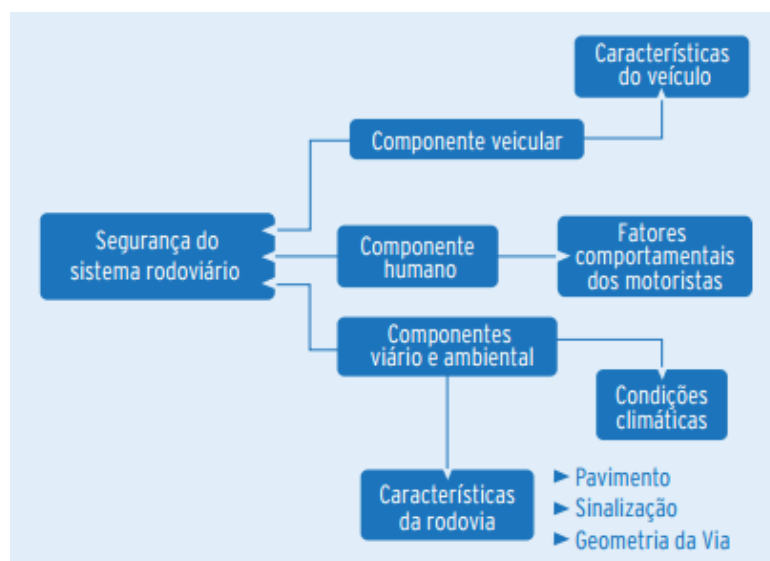 Características
do veículo
Componente veicular
Segurança do
sistema rodoviário
Componente
humano
Fatores
comportamentais
dos motoristas
Componentes
viário e ambiental
Condições
climáticas
Características
da rodovia
Pavimento
Sinalização
Geometria da Via